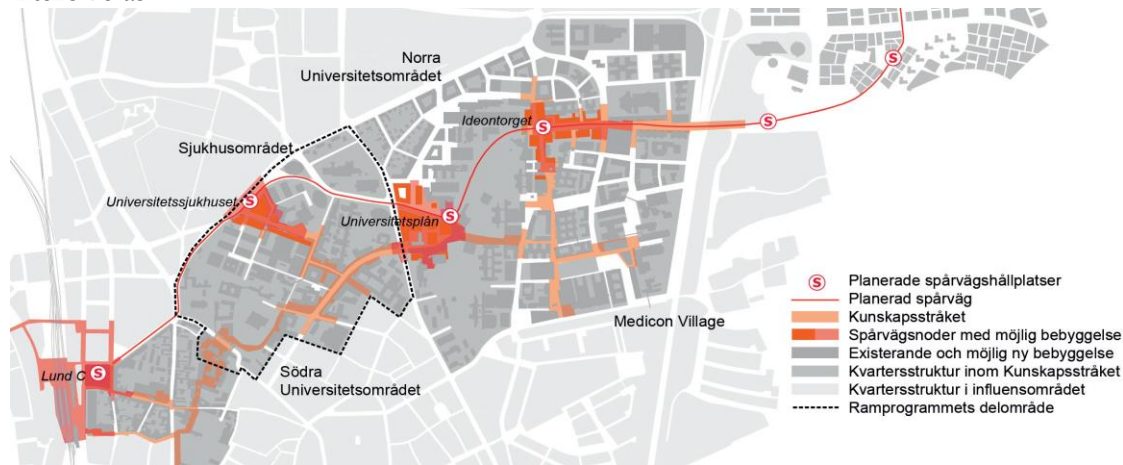 Norra
Universitetsområdet
Ideontorget
S
S
S
Sjukhusområdet
Universitetssjukhuset
S
Universitetsplån
S
Lund C
S
Södra
Universitetsområdet
Medicon Village
S Planerade spårvägshållplatser
Planerad spårväg
Kunskapsstråket
Spårvägsnoder med möjlig bebyggelse
Existerande och möjlig ny bebyggelse
Kvartersstruktur inom Kunskapsstråket
Kvartersstruktur i influensområdet
Ramprogrammets delområde